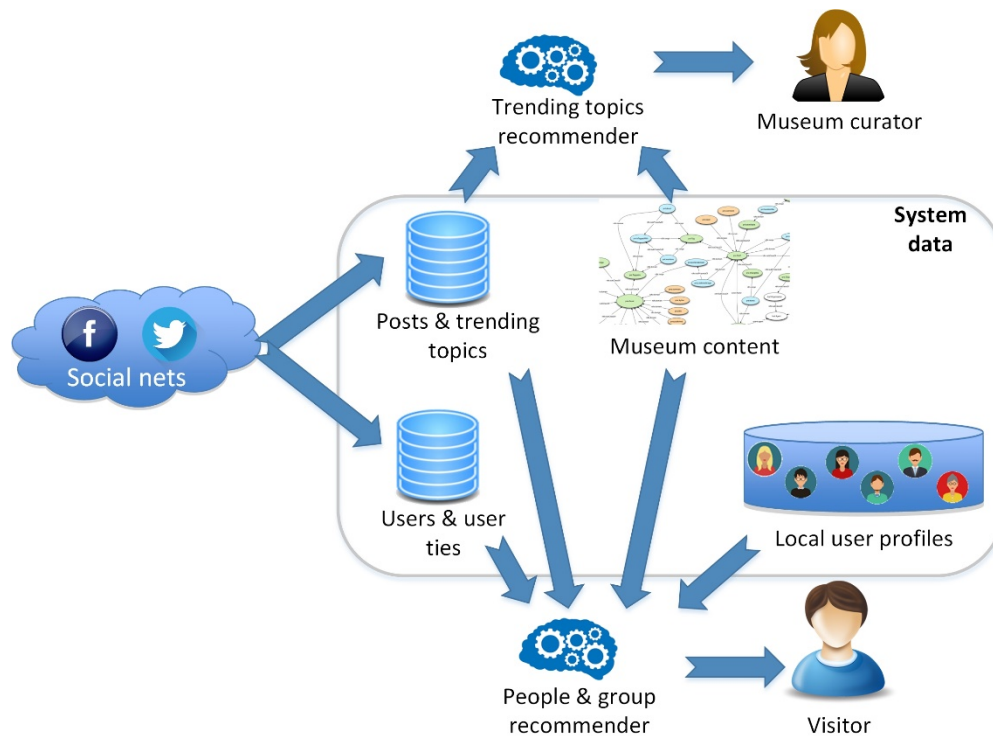 Trending topics
recommender
Museum curator
System
data
Posts & trending
topics
Museum content
f
Social nets
Users & user
ties
Local user profiles
People & group
recommender
Visitor